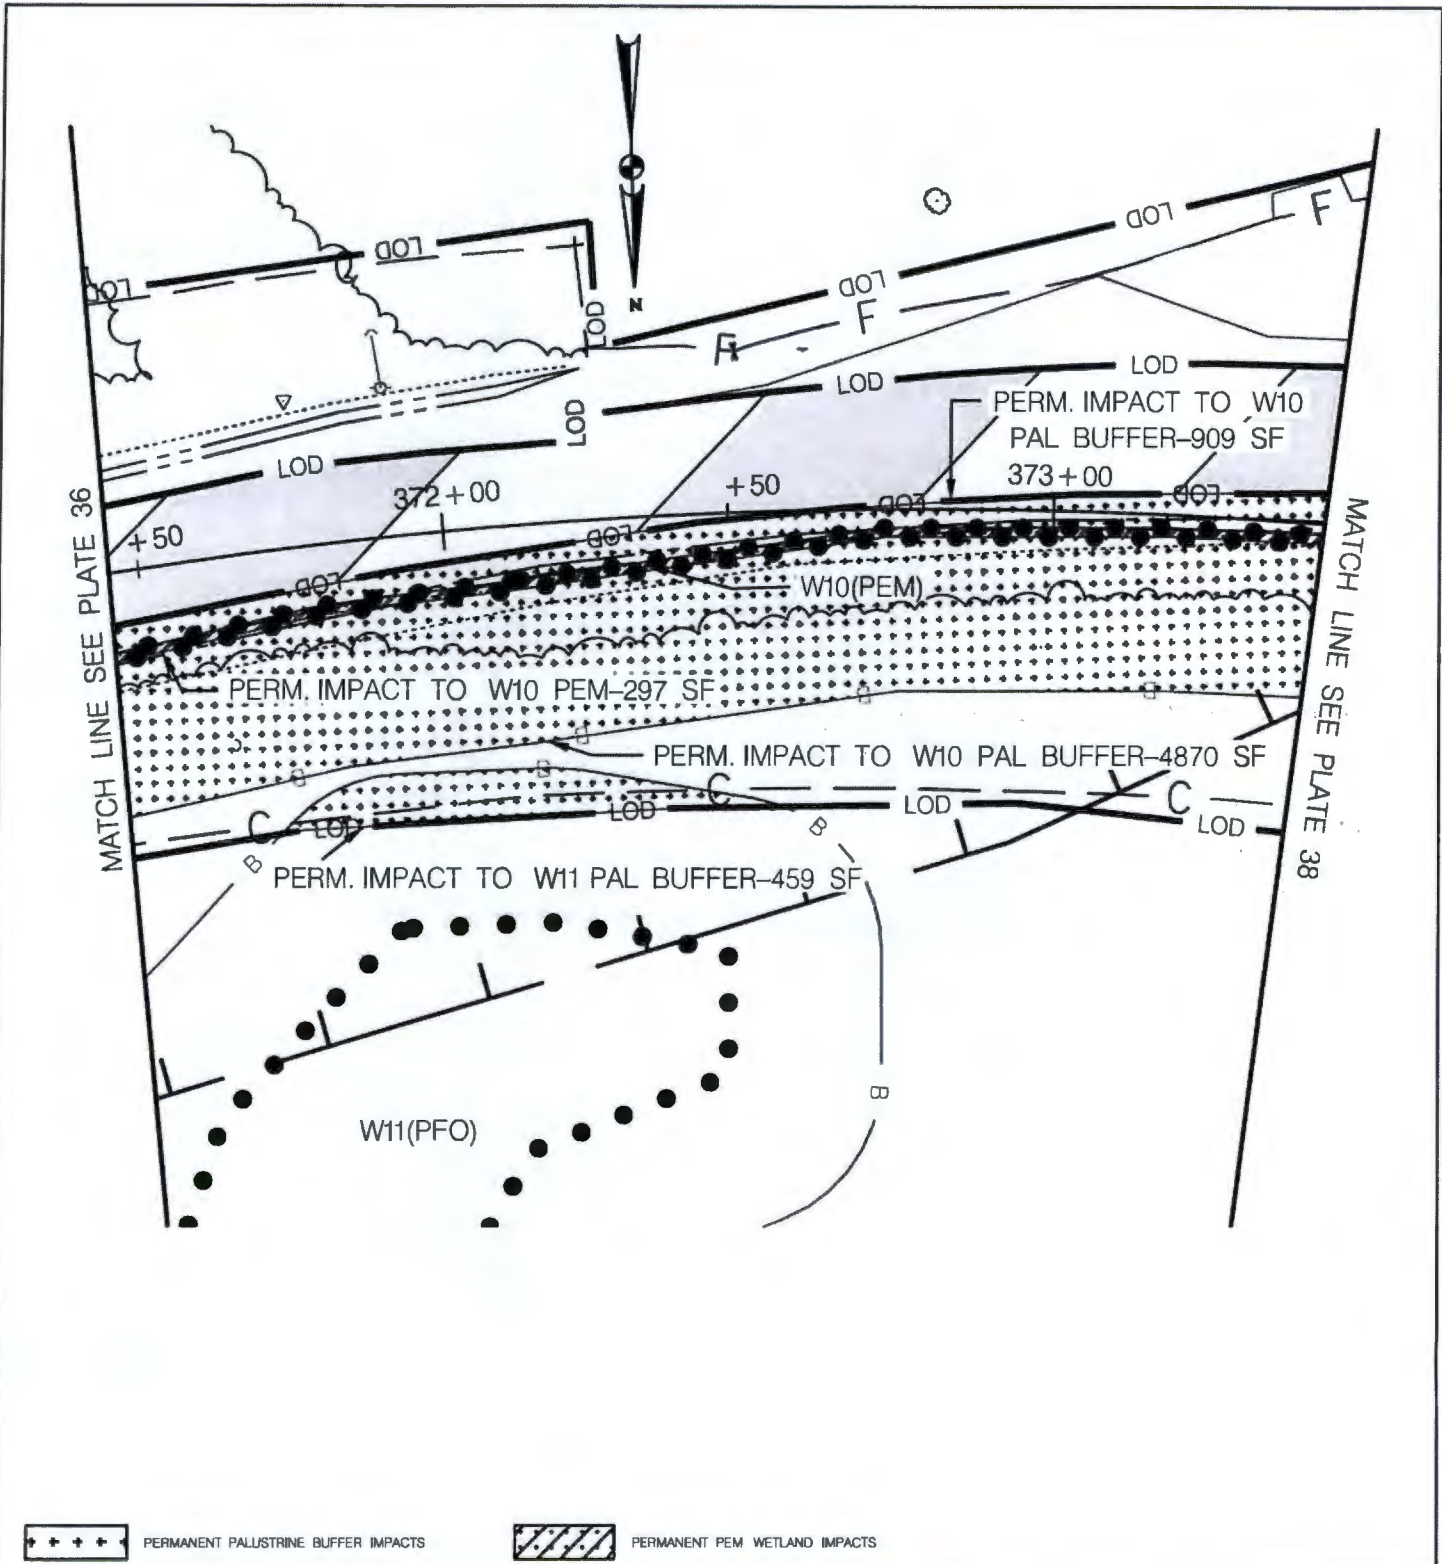 N
LOD
LOD
LOD
LOD
LOD
LOD
F
F
F
LOD
LOD
LOD
LOD
PERM. IMPACT TO W10
PAL BUFFER-909 SF
+50
372+00
+50
373+00
LOD
LOD
LOD
LOD
W10(PEM)
MATCH LINE SEE PLATE 36
MATCH LINE SEE PLATE 38
PERM. IMPACT TO W10 PEM-297 SF
PERM. IMPACT TO W10 PAL BUFFER-4870 SF
B
B
B
B
B
C
C
C
LOD
LOD
LOD
LOD
B
B
PERM. IMPACT TO W11 PAL BUFFER-459 SF
W11(PFO)
B
PERMANENT PALUSTRINE BUFFER IMPACTS
PERMANENT PEM WETLAND IMPACTS